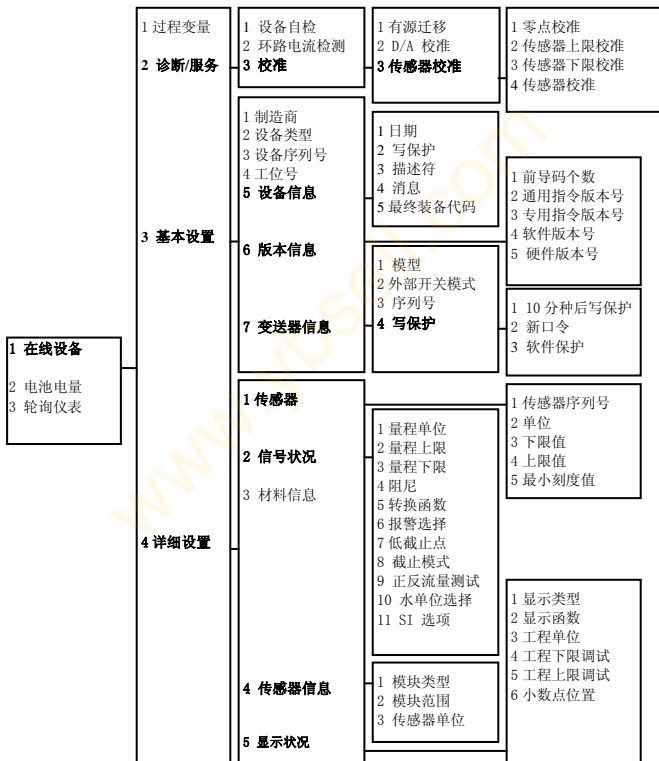 1 在线设备
2 电池电量
3 轮询仪表
1 过程变量
2 诊断/服务
3 基本设置
4 详细设置
1 设备自检
2 环路电流检测
3 校准
1 有源迁移
2 D/A 校准
3 传感器校准
1 零点校准
2 传感器上限校准
3 传感器下限校准
4 传感器校准
1 制造商
2 设备类型
3 设备序列号
4 工位号
5 设备信息
6 版本信息
7 变送器信息
1 日期
2 写保护
3 描述符
4 消息
5 最终装备代码
1 前导码个数
2 通用指令版本号
3 专用指令版本号
4 软件版本号
5 硬件版本号
1 模型
2 外部开关模式
3 序列号
4 写保护
1 10 分种后写保护
2 新口令
3 软件保护
1 传感器
2 信号状况
3 材料信息
4 传感器信息
5 显示状况
1 传感器序列号
2 单位
3 下限值
4 上限值
5 最小刻度值
1 量程单位
2 量程上限
3 量程下限
4 阻尼
5 转换函数
6 报警选择
7 低截止点
8 截止模式
9 正反流量测试
10 水单位选择
11 SI 选项
1 模块类型
2 模块范围
3 传感器单位
1 显示类型
2 显示函数
3 工程单位
4 工程下限调试
5 工程上限调试
6 小数点位置
www.ybsell.com